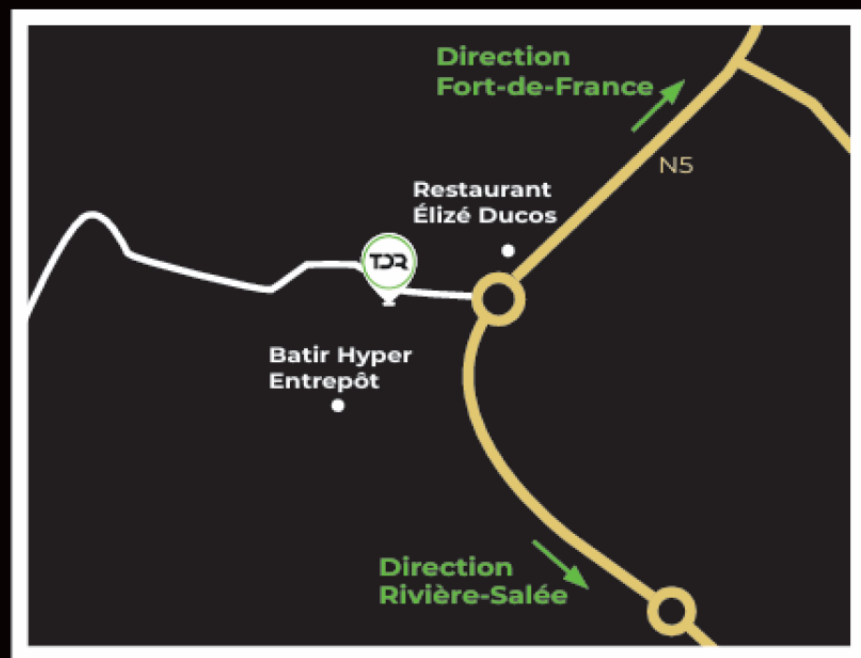 Direction
Fort-de-France
N5
Restaurant
Élizé Ducos
TDR
Batir Hyper
Entrepôt
Direction
Rivière-Salée